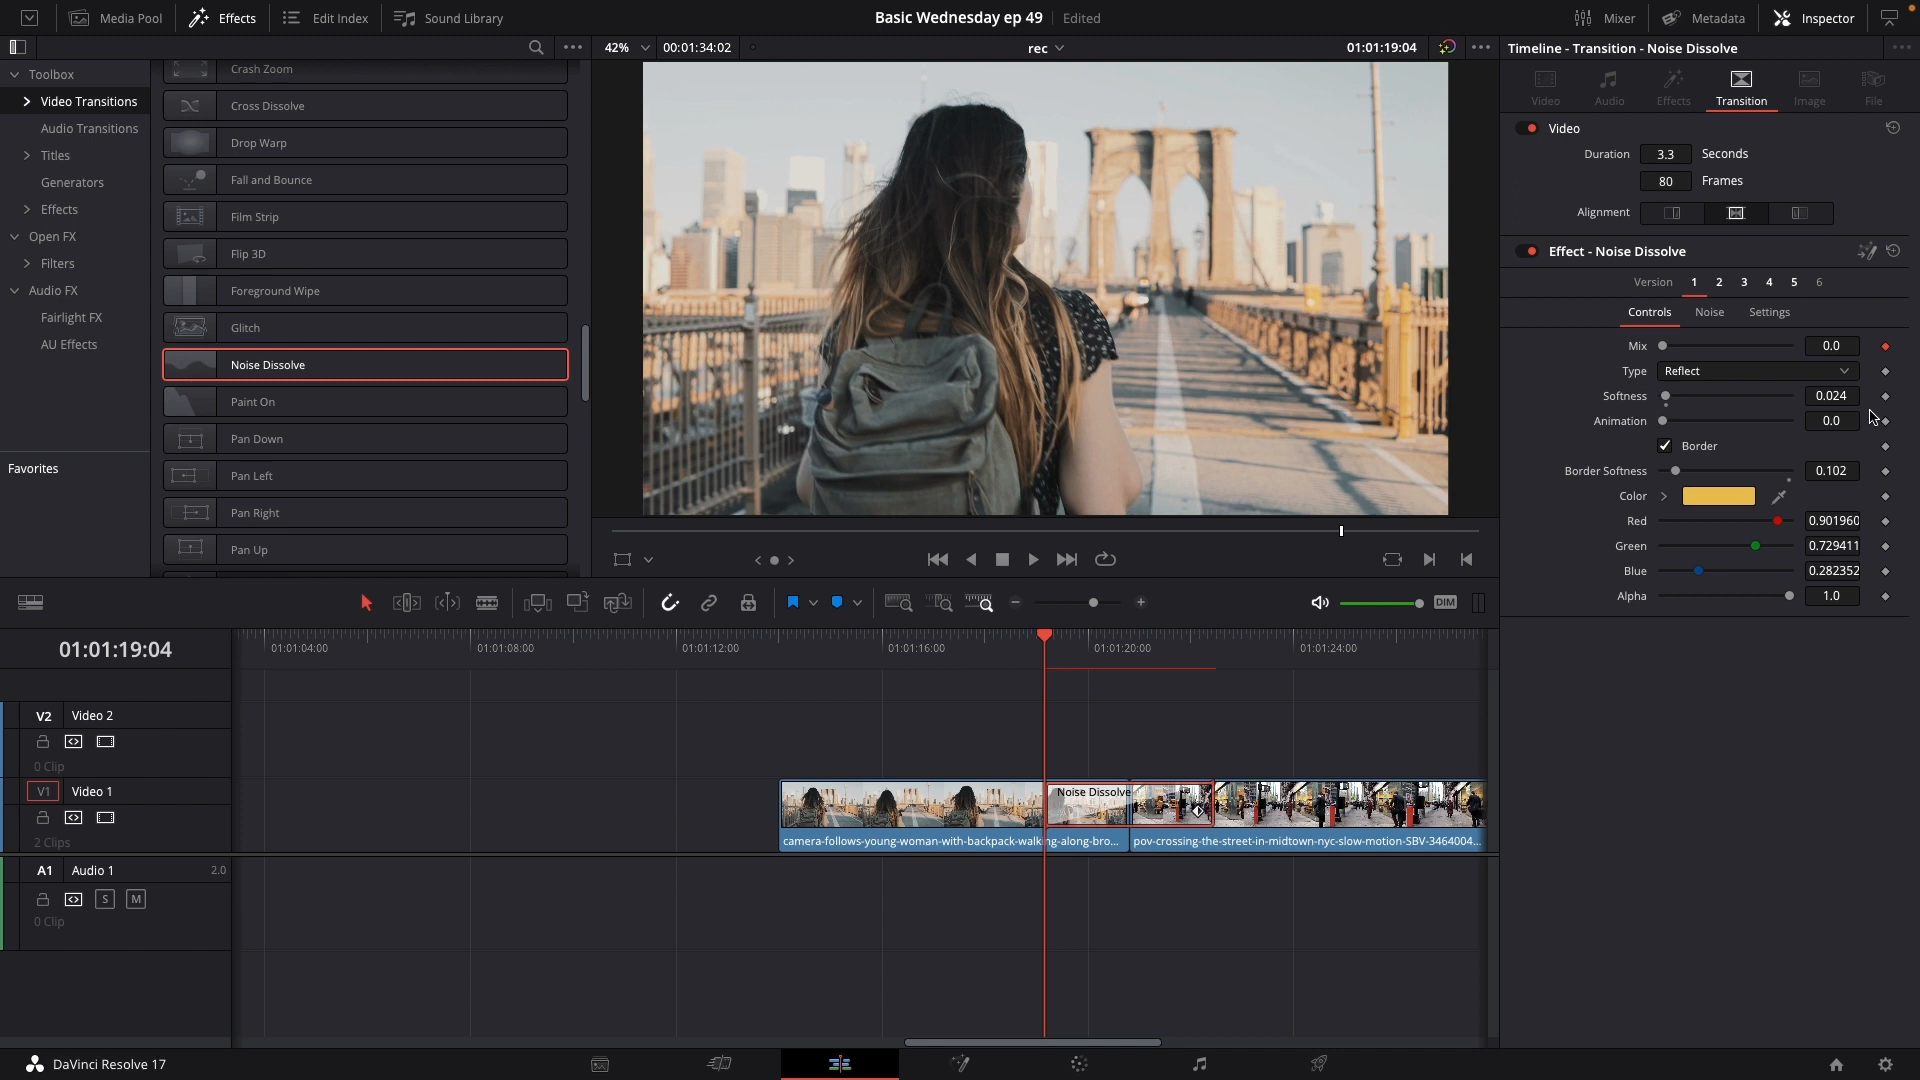 Media Pool
Effects
Edit Index
Sound Library
Basic Wednesday ep 49
Edited
Mixer
Metadata
Inspector
42%
00:01:34:02
rec
01:01:19:04
Timeline - Transition - Noise Dissolve
Toolbox
Video Transitions
Audio Transitions
Titles
Generators
Effects
Open FX
Filters
Audio FX
Fairlight FX
AU Effects
Favorites
Crash Zoom
Cross Dissolve
Drop Warp
Fall and Bounce
Film Strip
Flip 3D
Foreground Wipe
Glitch
Noise Dissolve
Paint On
Pan Down
Pan Left
Pan Right
Pan Up
Video
Audio
Effects
Transition
Image
File
Video
Duration 3.3 Seconds
80 Frames
Alignment
Effect - Noise Dissolve
Version 1 2 3 4 5 6
Controls Noise Settings
Mix 0.0
Type Reflect
Softness 0.024
Animation 0.0
Border
Border Softness 0.102
Color
Red 0.901960
Green 0.729411
Blue 0.282352
Alpha 1.0
DIM
01:01:19:04
01:01:04:00
01:01:08:00
01:01:12:00
01:01:16:00
01:01:20:00
01:01:24:00
V2 Video 2
0 Clip
V1 Video 1
2 Clips
Noise Dissolve
camera-follows-young-woman-with-backpack-walking-along-bro...
pov-crossing-the-street-in-midtown-nyc-slow-motion-SBV-3464004...
A1 Audio 1 2.0
S M
0 Clip
DaVinci Resolve 17